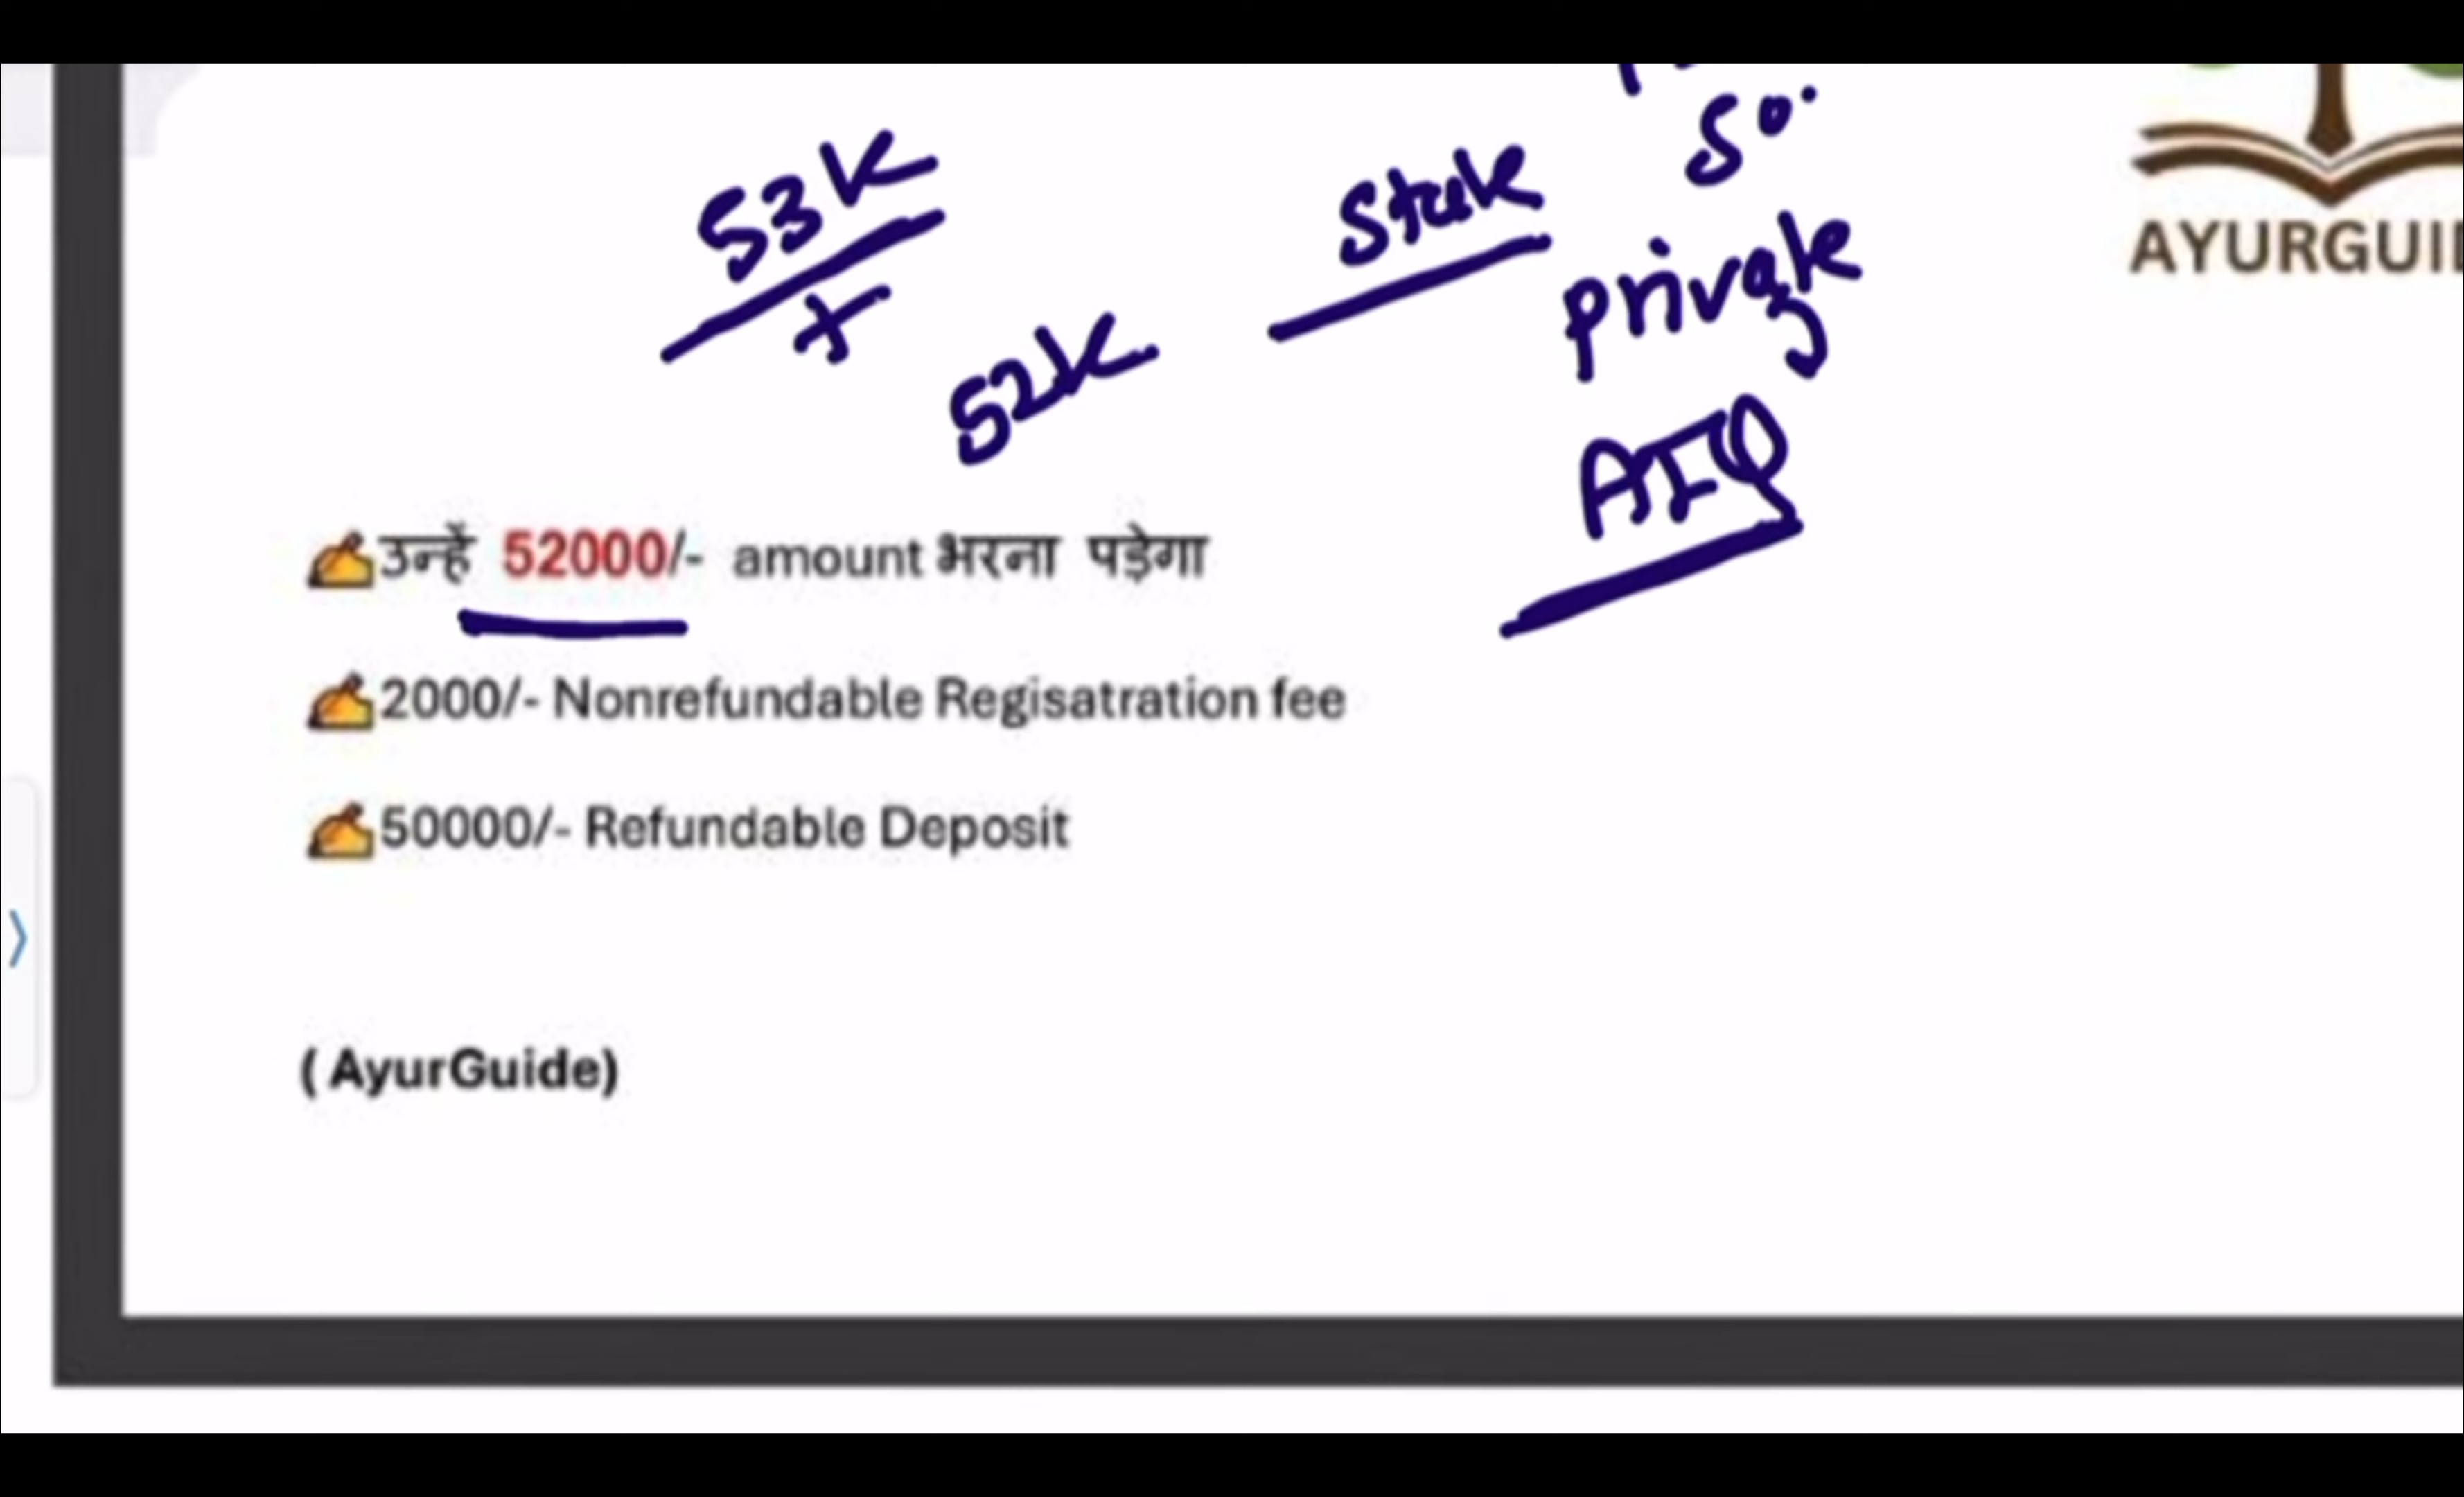 53K
+
52K
State
private
AIQ
AYURGUI
उन्हें 52000/- amount भरना पड़ेगा
2000/- Nonrefundable Regisatration fee
50000/- Refundable Deposit
( AyurGuide)